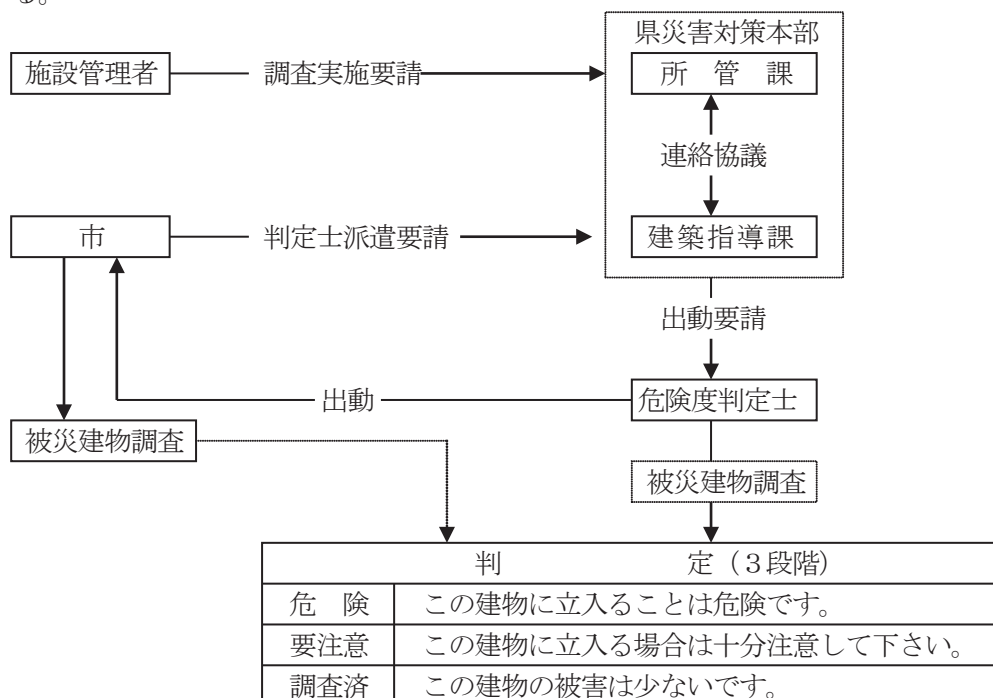 る。
県災害対策本部
施設管理者 調査実施要請 所 管 課
連絡協議
市 判定士派遣要請 建築指導課
出動要請
出動 危険度判定士
被災建物調査
被災建物調査
判 定(3段階)
危 険 この建物に立入ることは危険です。
要注意 この建物に立入る場合は十分注意して下さい。
調査済 この建物の被害は少ないです。